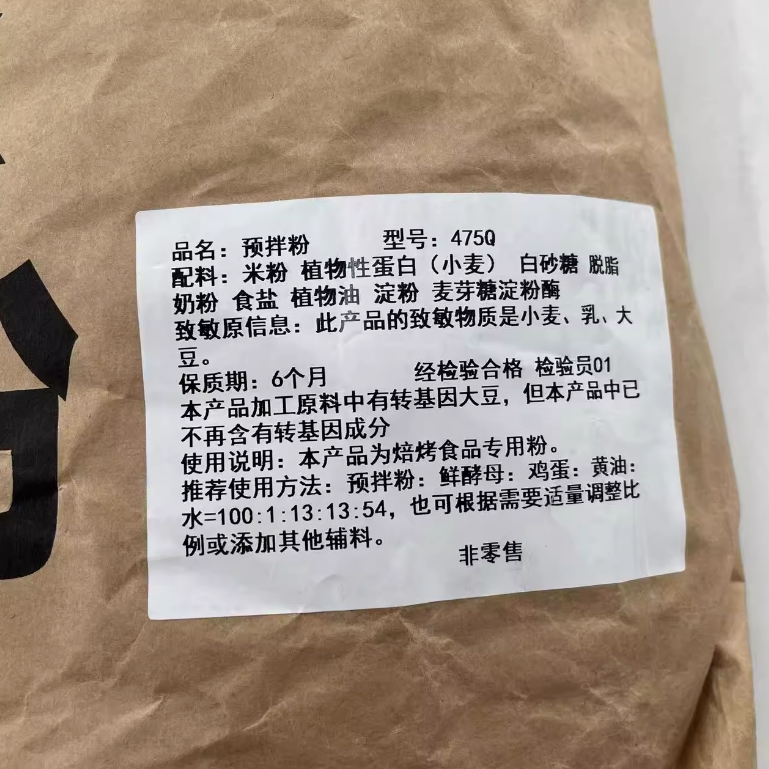 品名：预拌粉 型号：475Q
配料：米粉 植物性蛋白（小麦） 白砂糖 脱脂
奶粉 食盐 植物油 淀粉 麦芽糖淀粉酶
致敏原信息：此产品的致敏物质是小麦、乳、大
豆。
保质期：6个月 经检验合格 检验员01
本产品加工原料中有转基因大豆，但本产品中已
不再含有转基因成分
使用说明：本产品为焙烤食品专用粉。
推荐使用方法：预拌粉：鲜酵母：鸡蛋：黄油：
水=100:1:13:13:54，也可根据需要适量调整比
例或添加其他辅料。
非零售